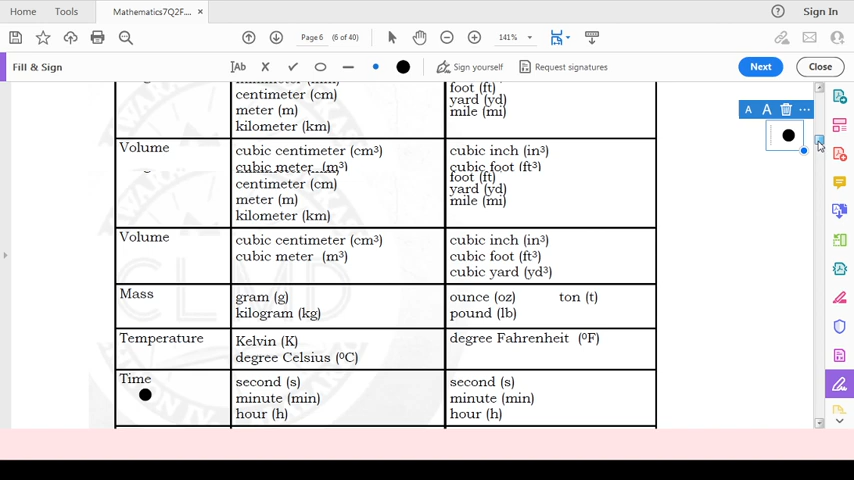 Home Tools Mathematics7Q2F.... × Sign In
Page 6 (6 of 40) 141%
Fill & Sign Ab Sign yourself Request signatures Next Close
centimeter (cm) foot (ft)
meter (m) yard (yd)
kilometer (km) mile (mi)
Volume cubic centimeter (cm³) cubic inch (in³)
cubic meter (m³) cubic foot (ft³)
foot (ft)
centimeter (cm) yard (yd)
meter (m) mile (mi)
kilometer (km)
Volume cubic centimeter (cm³) cubic inch (in³)
cubic meter (m³) cubic foot (ft³)
cubic yard (yd³)
Mass gram (g) ounce (oz) ton (t)
kilogram (kg) pound (lb)
Temperature Kelvin (K) degree Fahrenheit (⁰F)
degree Celsius (⁰C)
Time second (s) second (s)
minute (min) minute (min)
hour (h) hour (h)
CLMD
A A